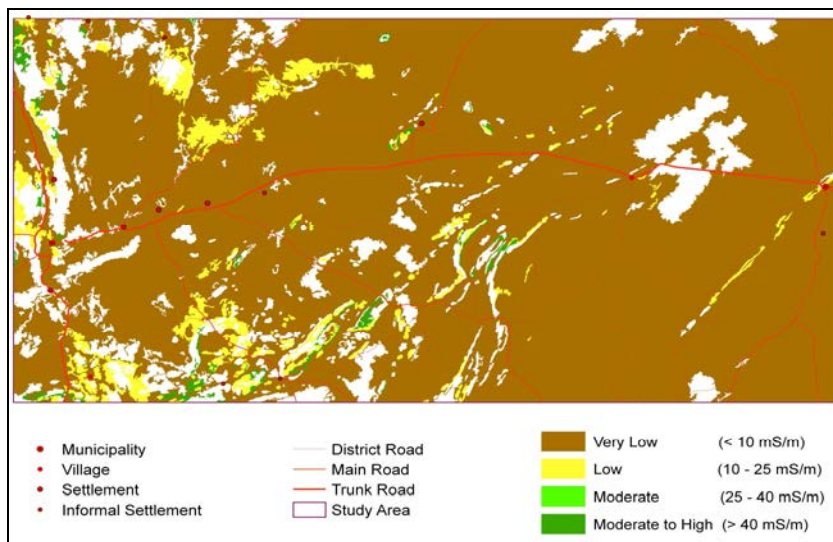 Municipality
Village
Settlement
Informal Settlement
District Road
Main Road
Trunk Road
Study Area
Very Low (< 10 mS/m)
Low (10 - 25 mS/m)
Moderate (25 - 40 mS/m)
Moderate to High (> 40 mS/m)